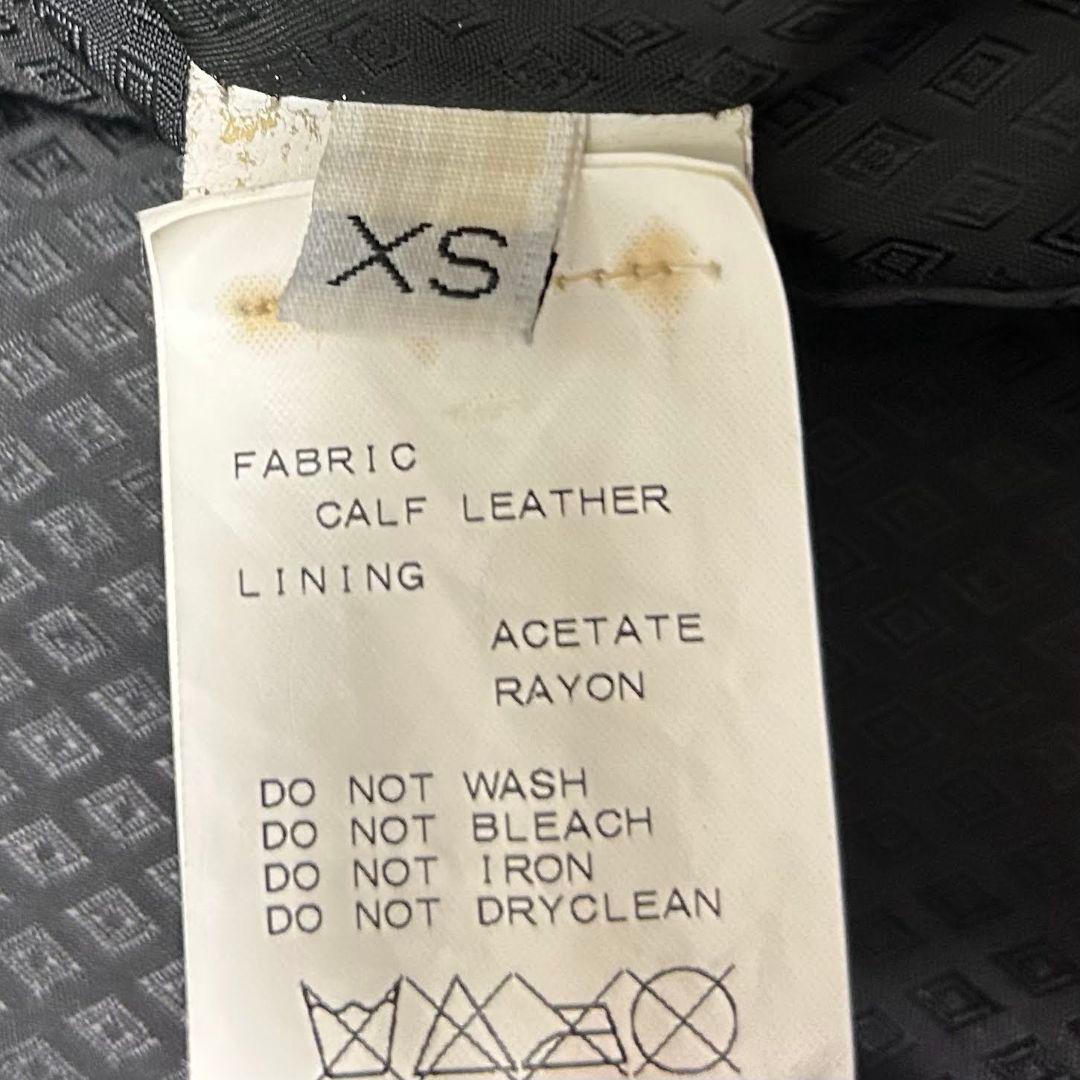 XS
FABRIC
CALF LEATHER
LINING
ACETATE
RAYON
DO NOT WASH
DO NOT BLEACH
DO NOT IRON
DO NOT DRYCLEAN